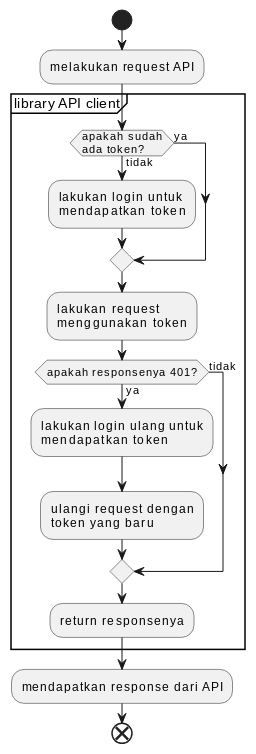 melakukan request API
library API client
apakah sudah
ada token?
ya
tidak
lakukan login untuk
mendapatkan token
lakukan request
menggunakan token
apakah responsenya 401?
tidak
ya
lakukan login ulang untuk
mendapatkan token
ulangi request dengan
token yang baru
return responsenya
mendapatkan response dari API